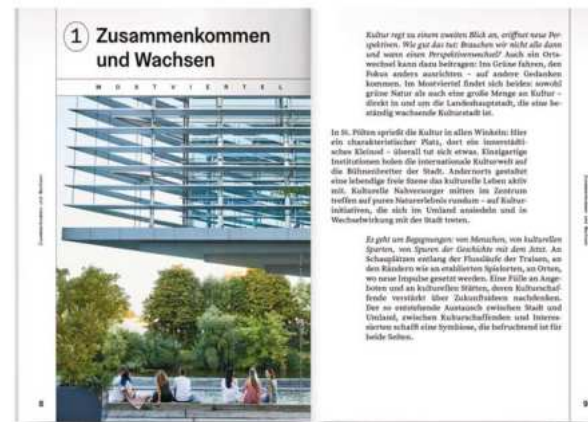 1 Zusammenkommen
und Wachsen
MOSTVIERTEL
Zusammenkommen und Wachsen
8
Kultur regt zu einem zweiten Blick an, eröffnet neue Per-
spektiven. Wie gut das tut: Brauchen wir nicht alle dann
und wann einen Perspektivenwechsel? Auch ein Orts-
wechsel kann dazu beitragen: Ins Grüne fahren, den
Fokus anders ausrichten – auf andere Gedanken
kommen. Im Mostviertel findet sich beides: sowohl
grüne Natur als auch eine große Menge an Kultur –
direkt in und um die Landeshauptstadt, die eine be-
ständig wachsende Kulturstadt ist.
In St. Pölten sprießt die Kultur in allen Winkeln: Hier
ein charakteristischer Platz, dort ein innerstädti-
sches Kleinod – überall tut sich etwas. Einzigartige
Institutionen holen die internationale Kulturwelt auf
die Bühnenbretter der Stadt. Andernorts gestaltet
eine lebendige freie Szene das kulturelle Leben aktiv
mit. Kulturelle Nahversorger mitten im Zentrum
treffen auf pures Naturerlebnis rundum – auf Kultur-
initiativen, die sich im Umland ansiedeln und in
Wechselwirkung mit der Stadt treten.
Es geht um Begegnungen: von Menschen, von kulturellen
Sparten, von Spuren der Geschichte mit dem Jetzt. An
Schauplätzen entlang der Flussläufe der Traisen, an
den Rändern wie an etablierten Spielorten, an Orten,
wo neue Impulse gesetzt werden. Eine Fülle an Ange-
boten und an kulturellen Stätten, deren Kulturschaf-
fende verstärkt über Zukunftsideen nachdenken.
Der so entstehende Austausch zwischen Stadt und
Umland, zwischen Kulturschaffenden und Interes-
sierten schafft eine Symbiose, die befruchtend ist für
beide Seiten.
9